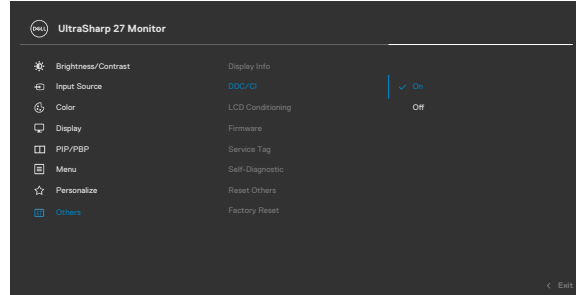 DELL UltraSharp 27 Monitor
Brightness/Contrast Display Info
Input Source DDC/CI On
Color LCD Conditioning Off
Display Firmware
PIP/PBP Service Tag
Menu Self-Diagnostic
Personalize Reset Others
Others Factory Reset
< Exit